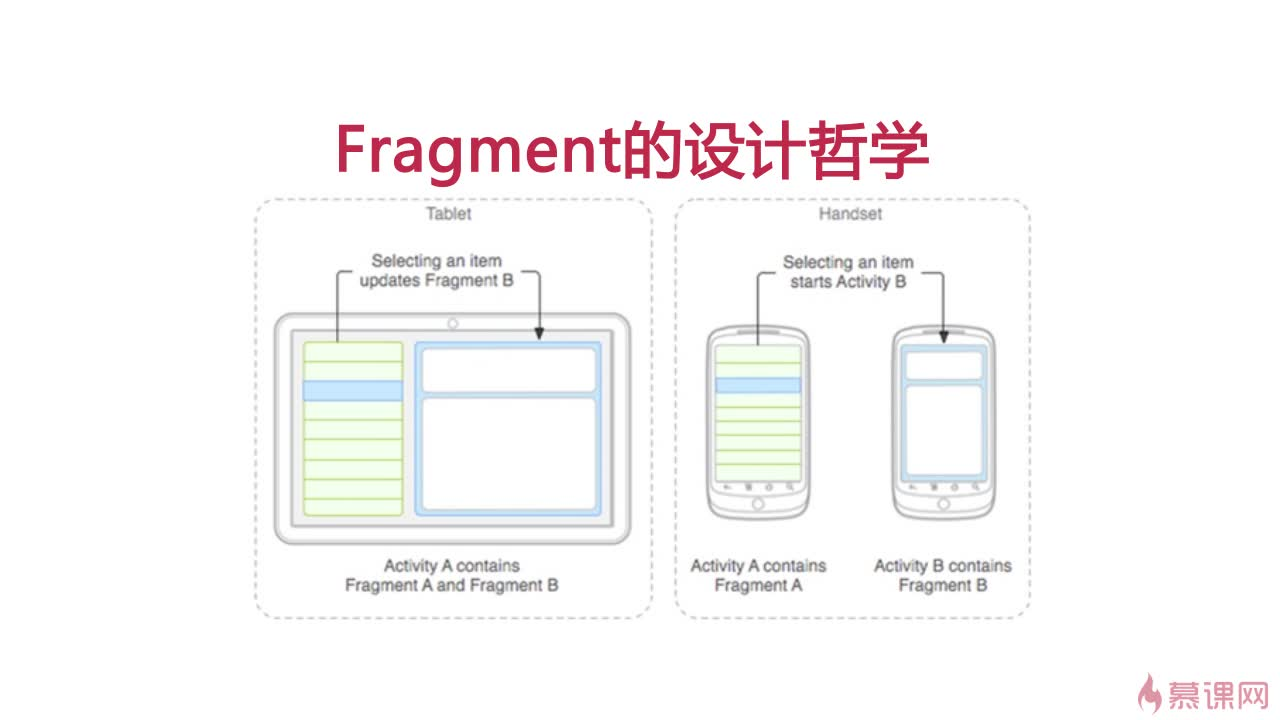 Fragment的设计哲学
Tablet
Selecting an item
updates Fragment B
Activity A contains
Fragment A and Fragment B
Handset
Selecting an item
starts Activity B
Activity A contains
Fragment A
Activity B contains
Fragment B
慕课网